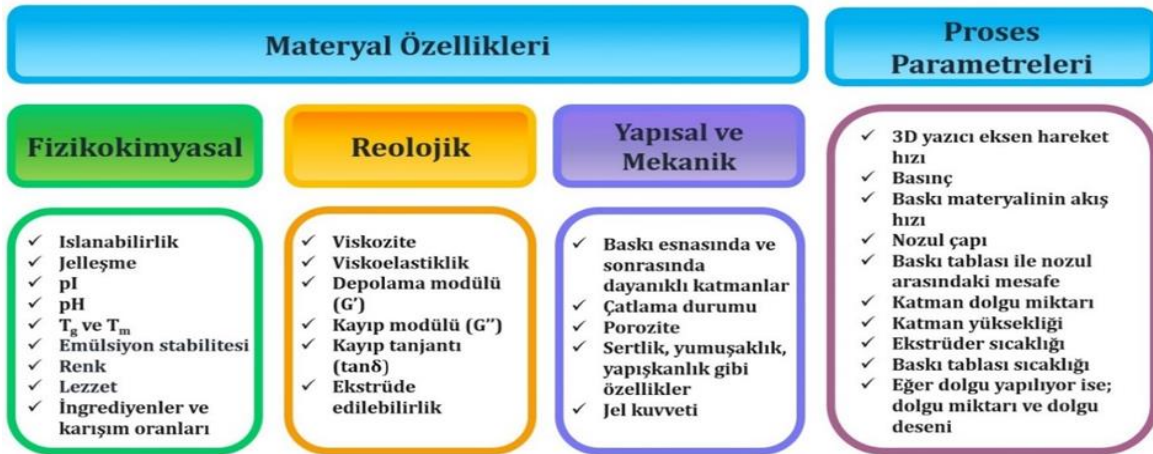 Materyal Özellikleri
Proses
Parametreleri
Fizikokimyasal
Reolojik
Yapısal ve
Mekanik
✓ Islanabilirlik
✓ Jelleşme
✓ pI
✓ pH
✓ Tg ve Tm
✓ Emülsiyon stabilitesi
✓ Renk
✓ Lezzet
✓ İngrediyenler ve
karışım oranları
✓ Viskozite
✓ Viskoelastiklik
✓ Depolama modülü
(G’)
✓ Kayıp modülü (G’’)
✓ Kayıp tanjantı
(tanδ)
✓ Ekstrüde
edilebilirlik
✓ Baskı esnasında ve
sonrasında
dayanıklı katmanlar
✓ Çatlama durumu
✓ Porozite
✓ Sertlik, yumuşaklık,
yapışkanlık gibi
özellikler
✓ Jel kuvveti
✓ 3D yazıcı eksen hareket
hızı
✓ Basınç
✓ Baskı materyalinin akış
hızı
✓ Nozul çapı
✓ Baskı tablası ile nozul
arasındaki mesafe
✓ Katman dolgu miktarı
✓ Katman yüksekliği
✓ Ekstrüder sıcaklığı
✓ Baskı tablası sıcaklığı
✓ Eğer dolgu yapılıyor ise;
dolgu miktarı ve dolgu
deseni